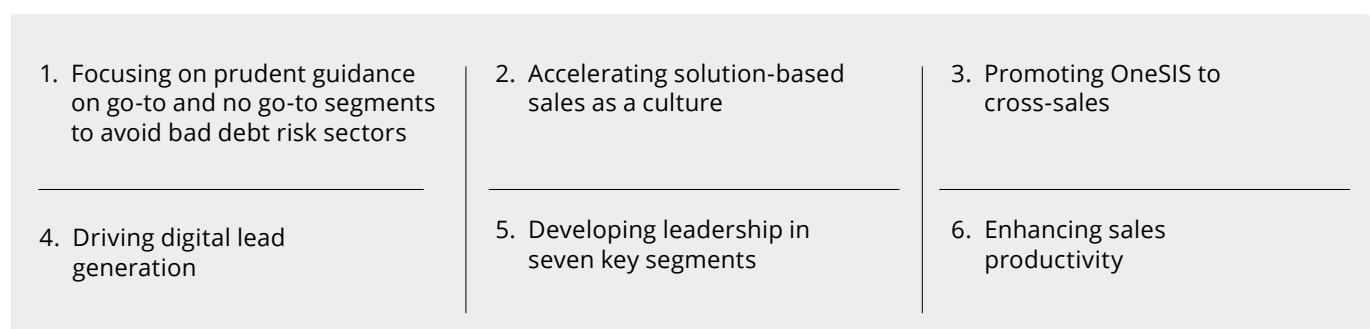 1. Focusing on prudent guidance
on go-to and no go-to segments
to avoid bad debt risk sectors
2. Accelerating solution-based
sales as a culture
3. Promoting OneSIS to
cross-sales
4. Driving digital lead
generation
5. Developing leadership in
seven key segments
6. Enhancing sales
productivity